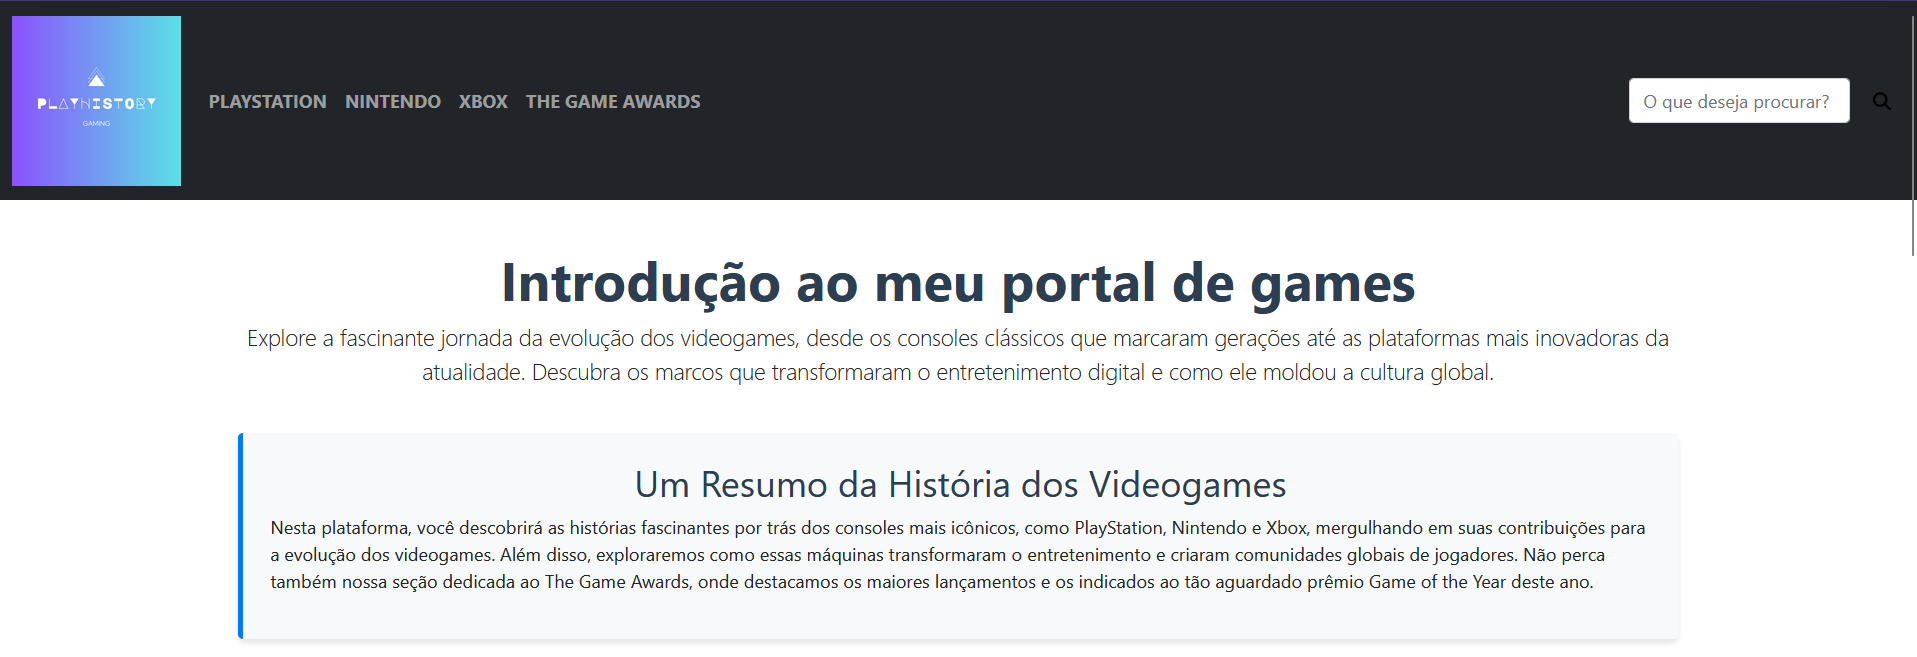 PLAYHISTORY
GAMING
PLAYSTATION NINTENDO XBOX THE GAME AWARDS
O que deseja procurar?
Introdução ao meu portal de games
Explore a fascinante jornada da evolução dos videogames, desde os consoles clássicos que marcaram gerações até as plataformas mais inovadoras da
atualidade. Descubra os marcos que transformaram o entretenimento digital e como ele moldou a cultura global.
Um Resumo da História dos Videogames
Nesta plataforma, você descobrirá as histórias fascinantes por trás dos consoles mais icônicos, como PlayStation, Nintendo e Xbox, mergulhando em suas contribuições para
a evolução dos videogames. Além disso, exploraremos como essas máquinas transformaram o entretenimento e criaram comunidades globais de jogadores. Não perca
também nossa seção dedicada ao The Game Awards, onde destacamos os maiores lançamentos e os indicados ao tão aguardado prêmio Game of the Year deste ano.